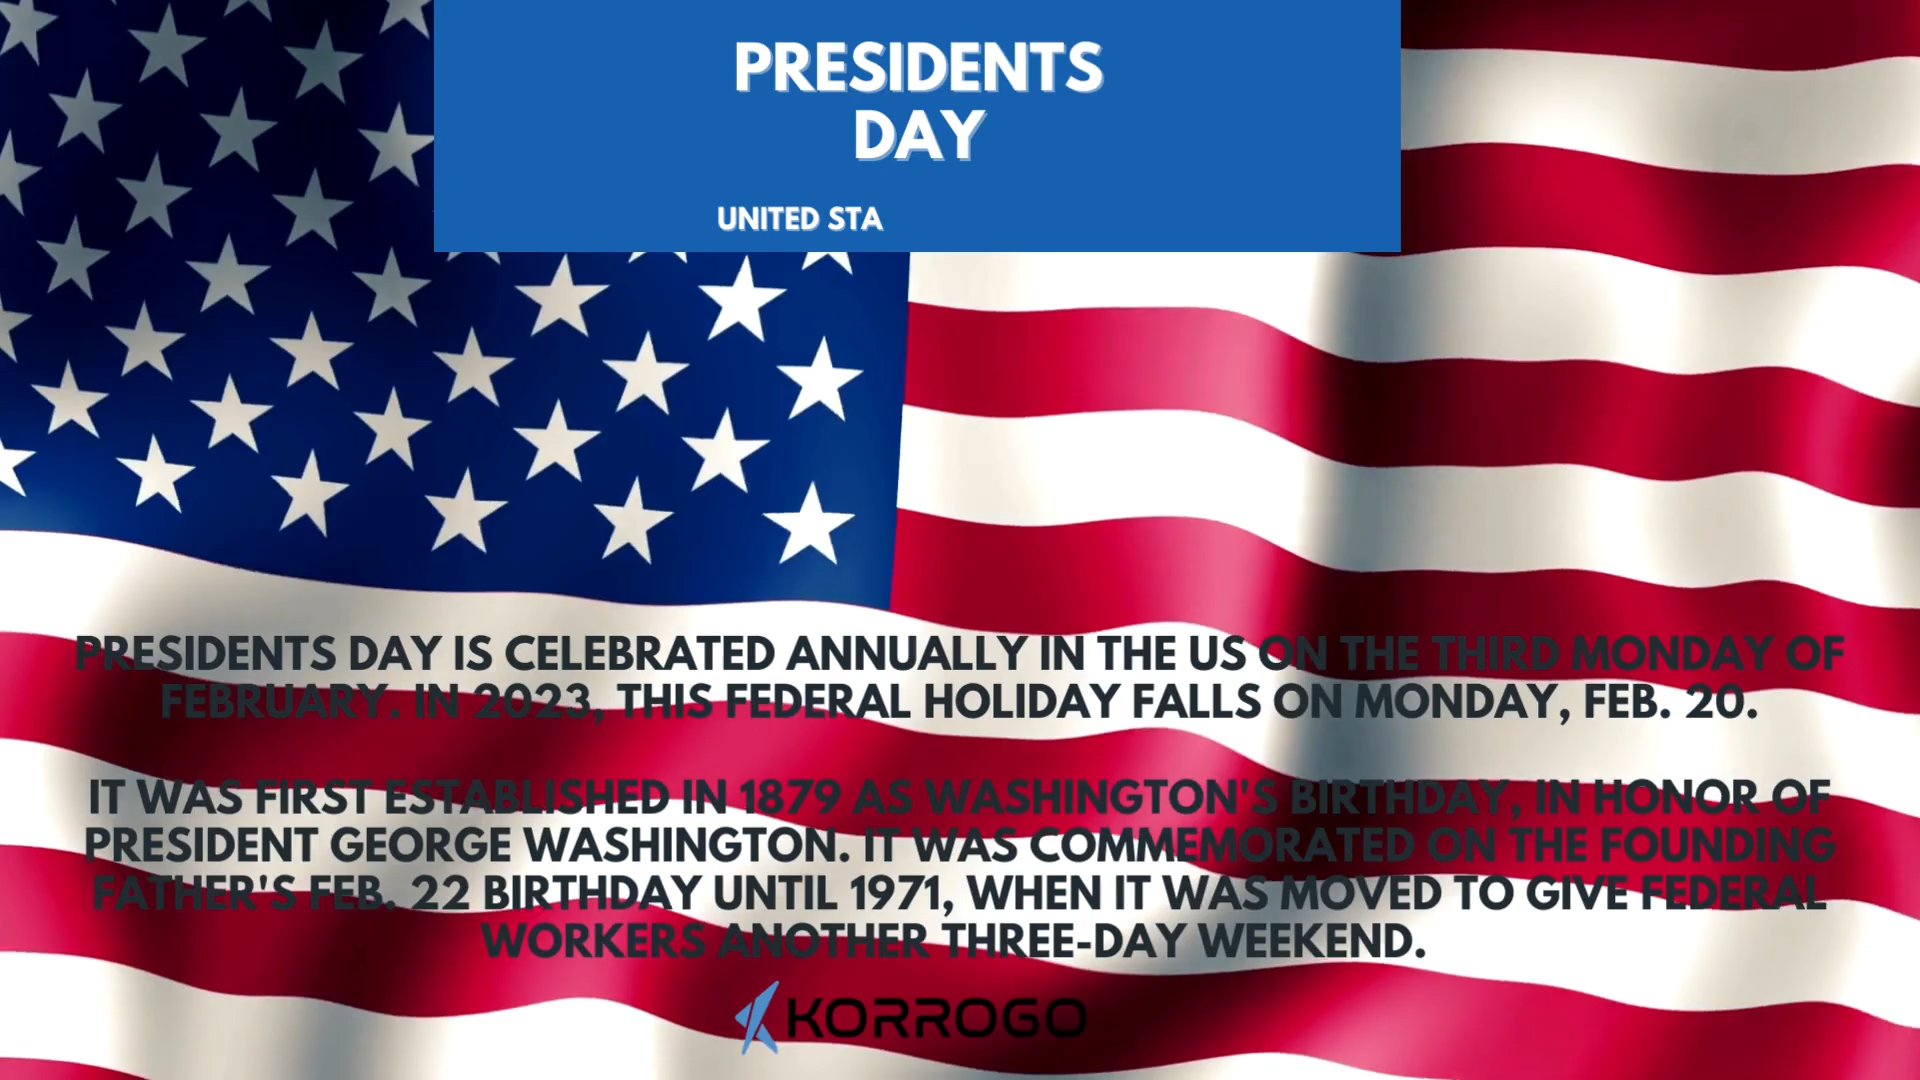 PRESIDENTS
DAY
UNITED STA
PRESIDENTS DAY IS CELEBRATED ANNUALLY IN THE US ON THE THIRD MONDAY OF
FEBRUARY. IN 2023, THIS FEDERAL HOLIDAY FALLS ON MONDAY, FEB. 20.
IT WAS FIRST ESTABLISHED IN 1879 AS WASHINGTON'S BIRTHDAY, IN HONOR OF
PRESIDENT GEORGE WASHINGTON. IT WAS COMMEMORATED ON THE FOUNDING
FATHER'S FEB. 22 BIRTHDAY UNTIL 1971, WHEN IT WAS MOVED TO GIVE FEDERAL
WORKERS ANOTHER THREE-DAY WEEKEND.
KORROGO